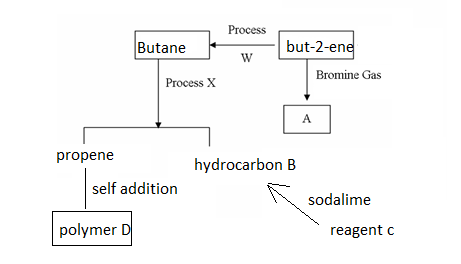 Process
Butane
but-2-ene
W
Bromine Gas
Process X
A
propene
hydrocarbon B
self addition
sodalime
polymer D
reagent c